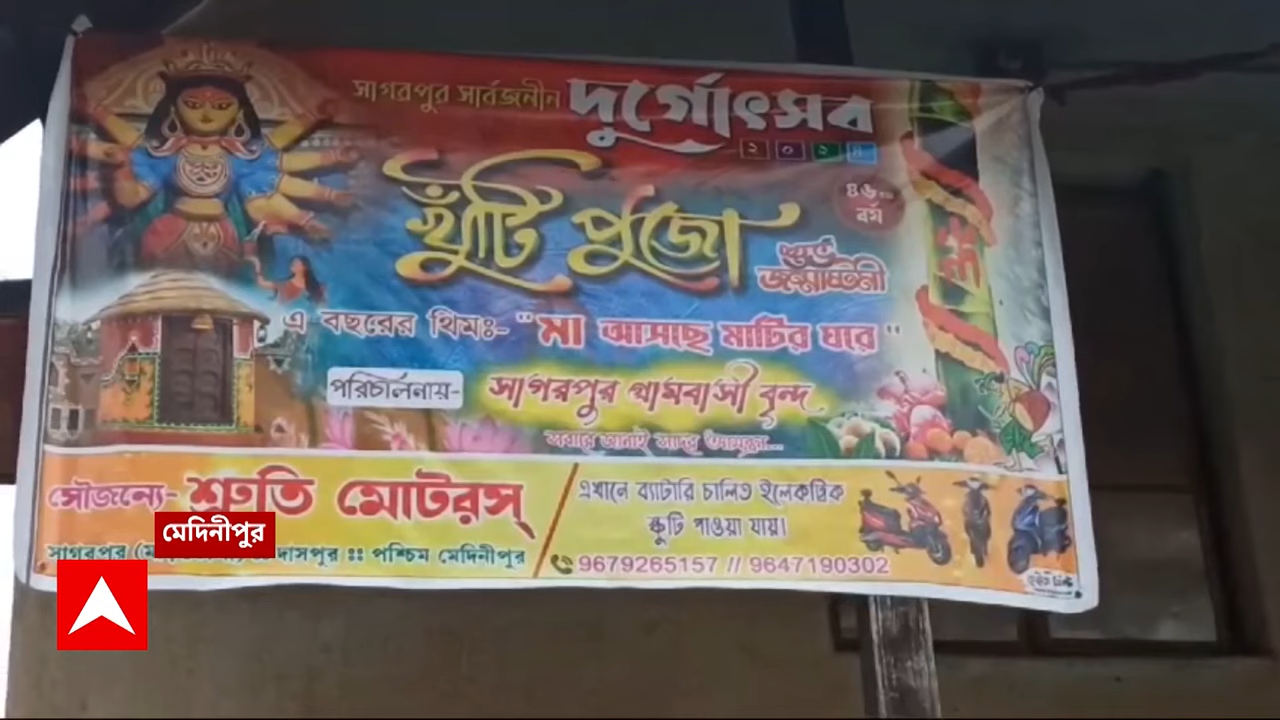 সাগরপুর সার্বজনীন দুর্গোৎসব
২০২৪
খুঁটি পুজো
৪৬ তম বর্ষ
শুভ জন্মাষ্টমী
এ বছরের থিমঃ- "মা আসছে মাটির ঘরে"
পরিচালনায়- সাগরপুর গ্রামবাসী বৃন্দ
সৌজন্যে- শ্রুতি মোটরস্
এখানে ব্যাটারি চালিত ইলেকট্রিক
স্কুটি পাওয়া যায়।
মেদিনীপুর
সাগরপুর দাসপুর ঃঃ পশ্চিম মেদিনীপুর
9679265157 // 9647190302